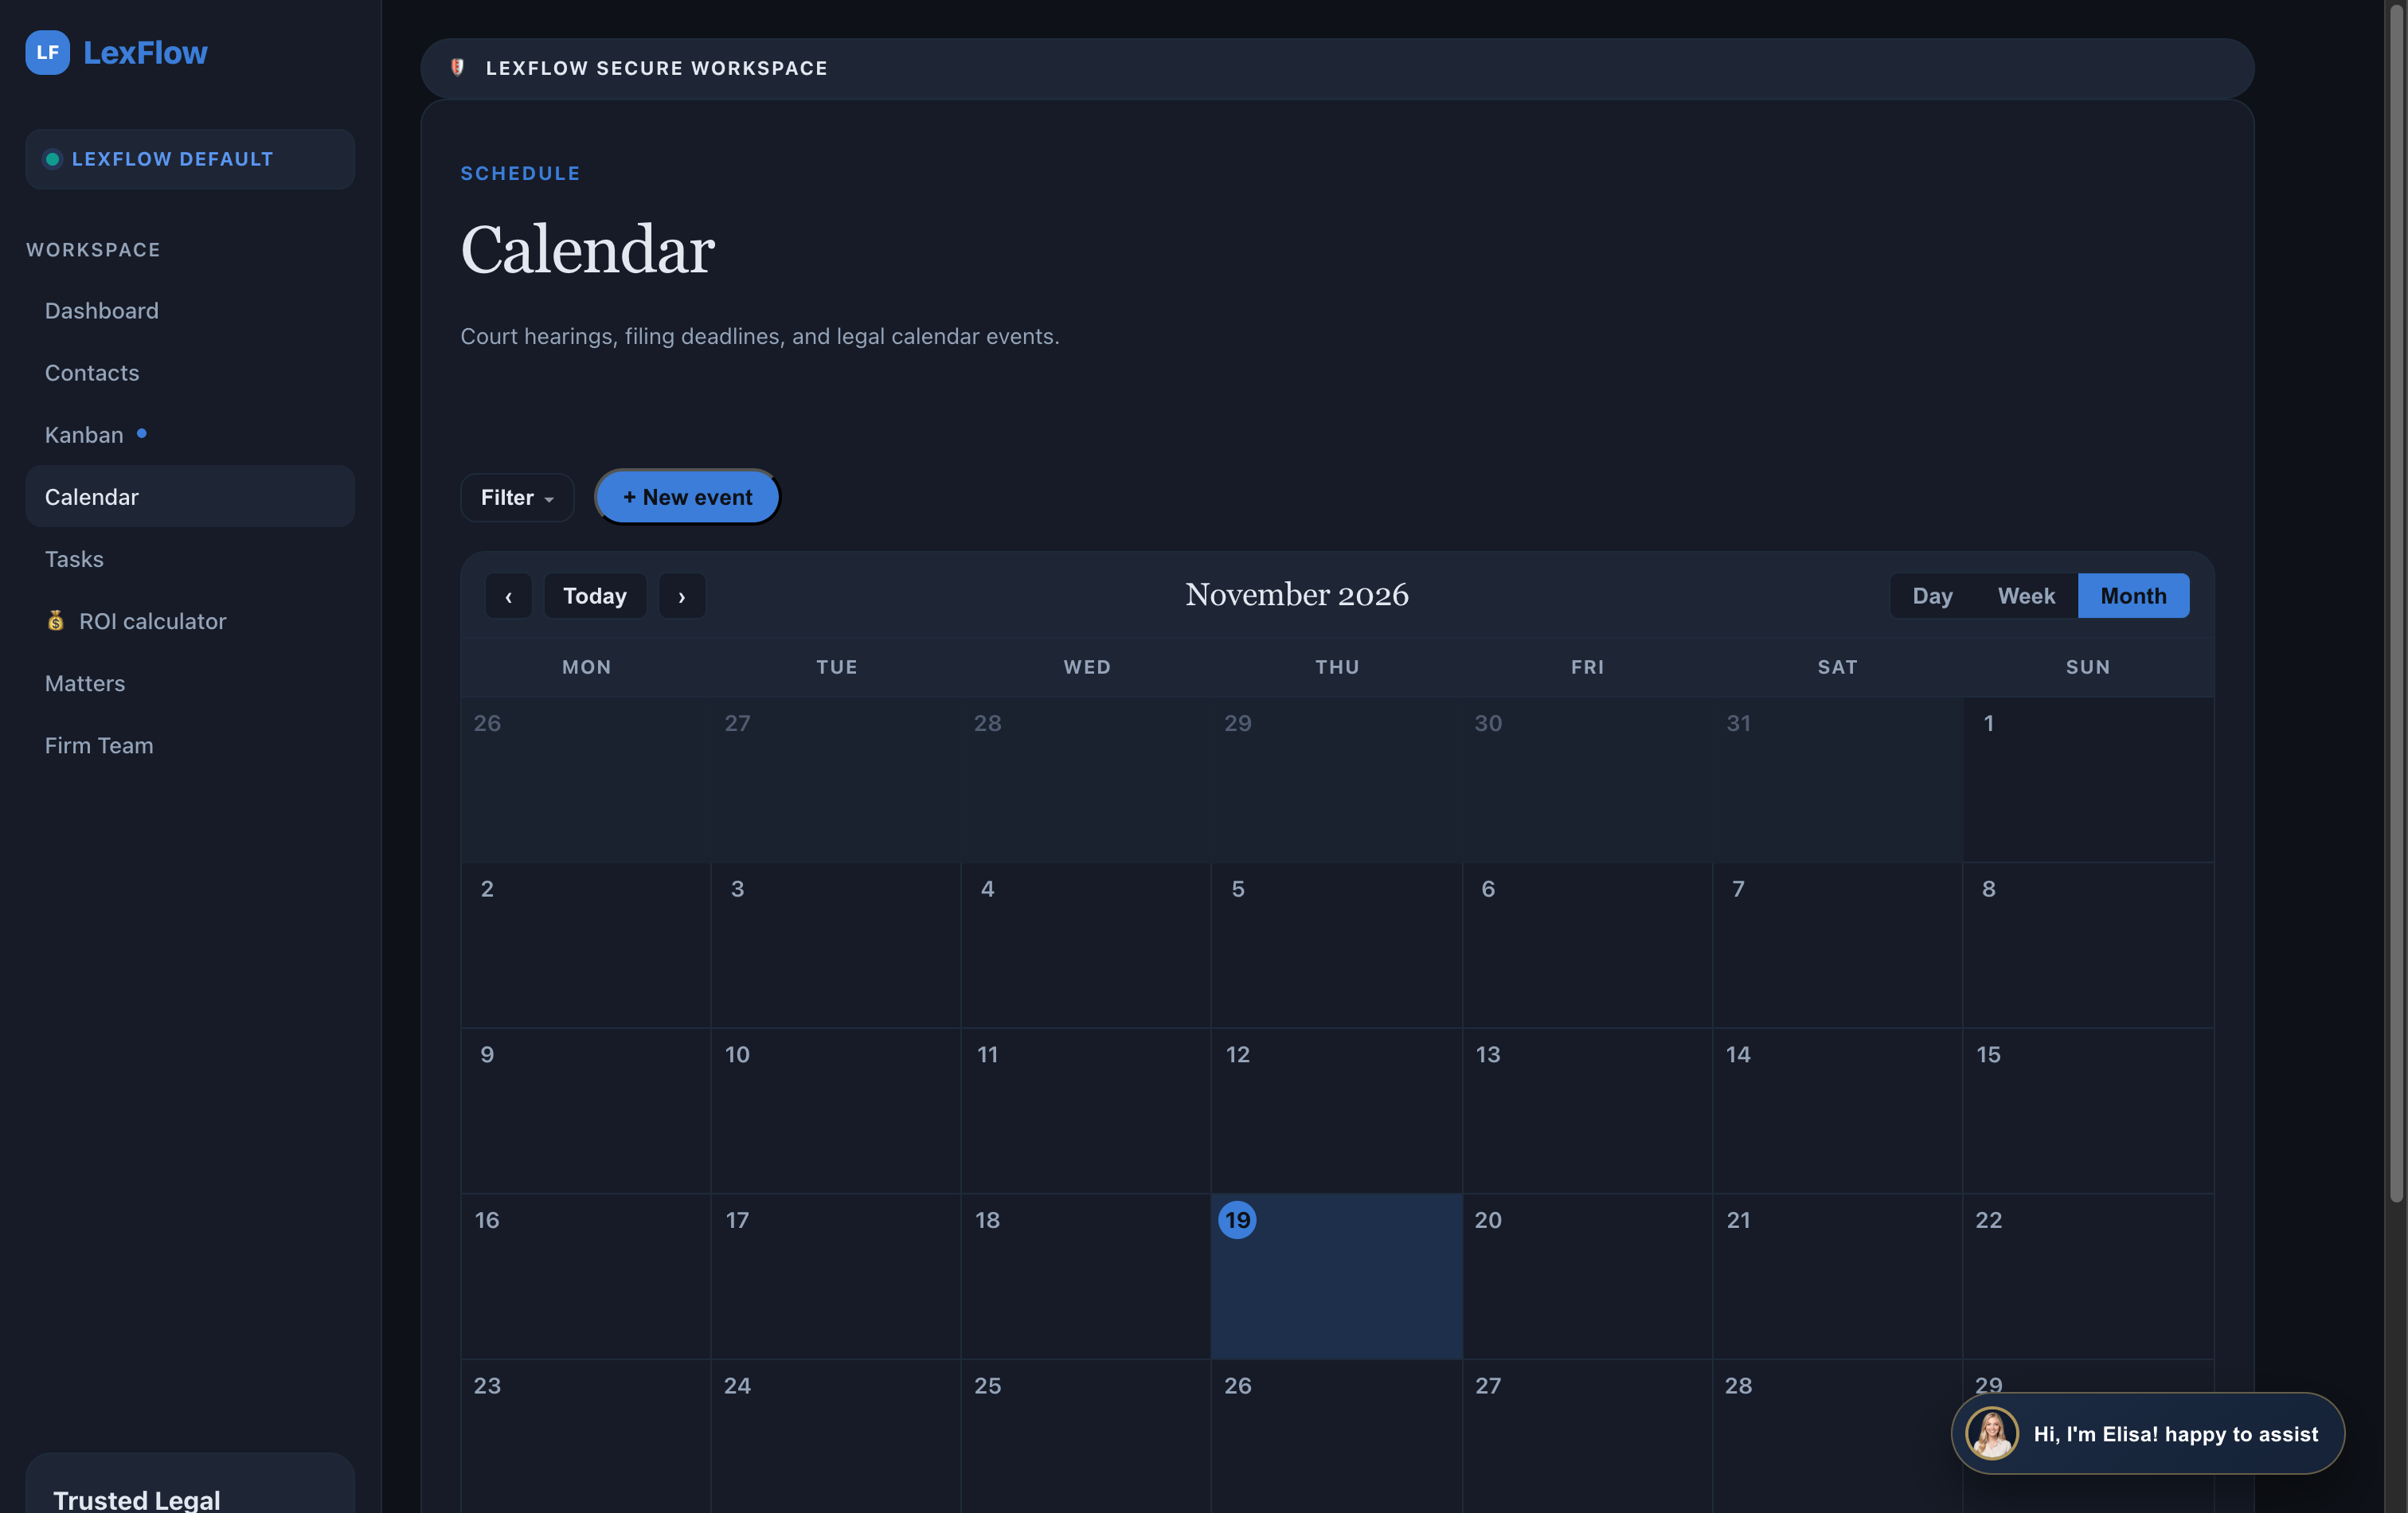 LF LexFlow
LEXFLOW DEFAULT
WORKSPACE
Dashboard
Contacts
Kanban
Calendar
Tasks
ROI calculator
Matters
Firm Team
Trusted Legal
LEXFLOW SECURE WORKSPACE
SCHEDULE
Calendar
Court hearings, filing deadlines, and legal calendar events.
Filter + New event
‹ Today › November 2026 Day Week Month
MON TUE WED THU FRI SAT SUN
26 27 28 29 30 31 1
2 3 4 5 6 7 8
9 10 11 12 13 14 15
16 17 18 19 20 21 22
23 24 25 26 27 28 29
Hi, I'm Elisa! happy to assist